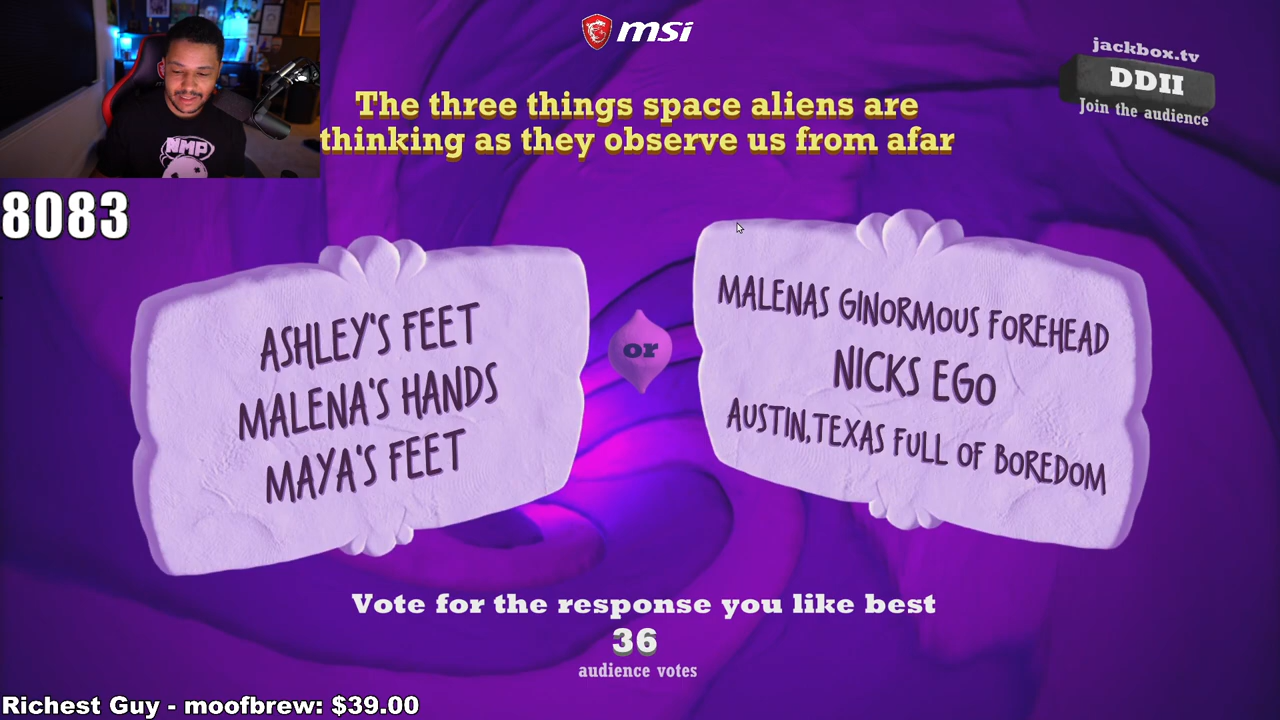 msi
jackbox.tv
DDII
Join the audience
The three things space aliens are
thinking as they observe us from afar
NMP
8083
ASHLEY'S FEET
MALENA'S HANDS
MAYA'S FEET
or
MALENAS GINORMOUS FOREHEAD
NICKS EGO
AUSTIN,TEXAS FULL OF BOREDOM
Vote for the response you like best
36
audience votes
Richest Guy - moofbrew: $39.00